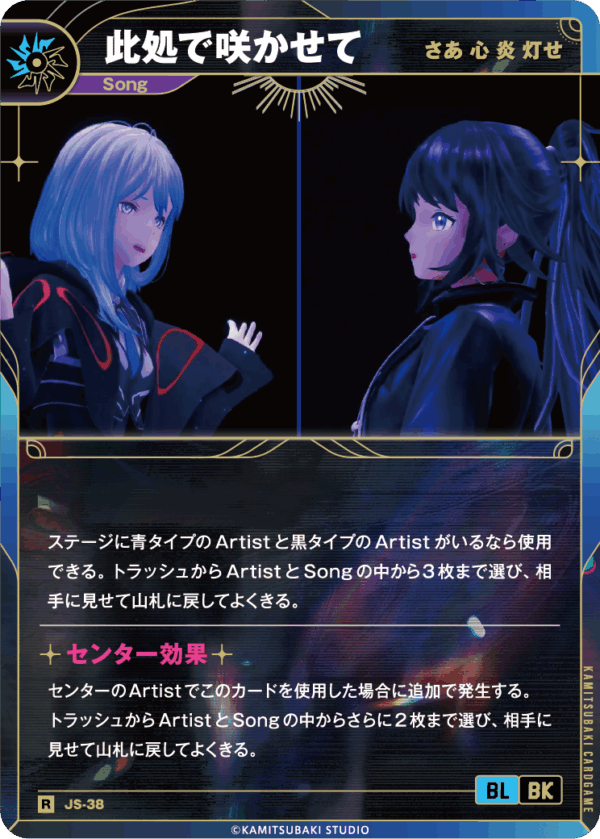 此処で咲かせて
さあ 心 炎 灯せ
Song
ステージに青タイプのArtistと黒タイプのArtistがいるなら使用
できる。トラッシュからArtistとSongの中から3枚まで選び、相
手に見せて山札に戻してよくきる。
センター効果
センターのArtistでこのカードを使用した場合に追加で発生する。
トラッシュからArtistとSongの中からさらに2枚まで選び、相手に
見せて山札に戻してよくきる。
KAMITSUBAKI CARDGAME
BL BK
R JS-38
©KAMITSUBAKI STUDIO